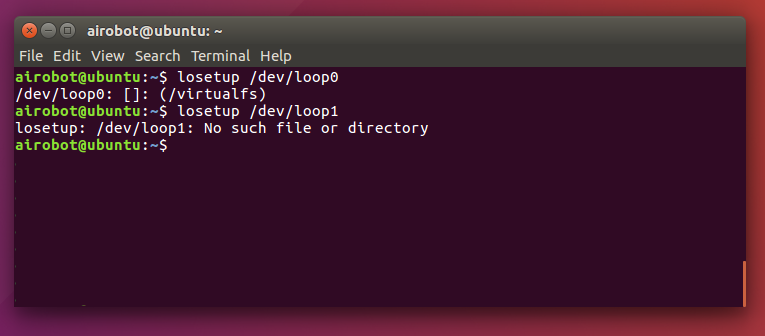 airobot@ubuntu: ~
File Edit View Search Terminal Help
airobot@ubuntu:~$ losetup /dev/loop0
/dev/loop0: []: (/virtualfs)
airobot@ubuntu:~$ losetup /dev/loop1
losetup: /dev/loop1: No such file or directory
airobot@ubuntu:~$